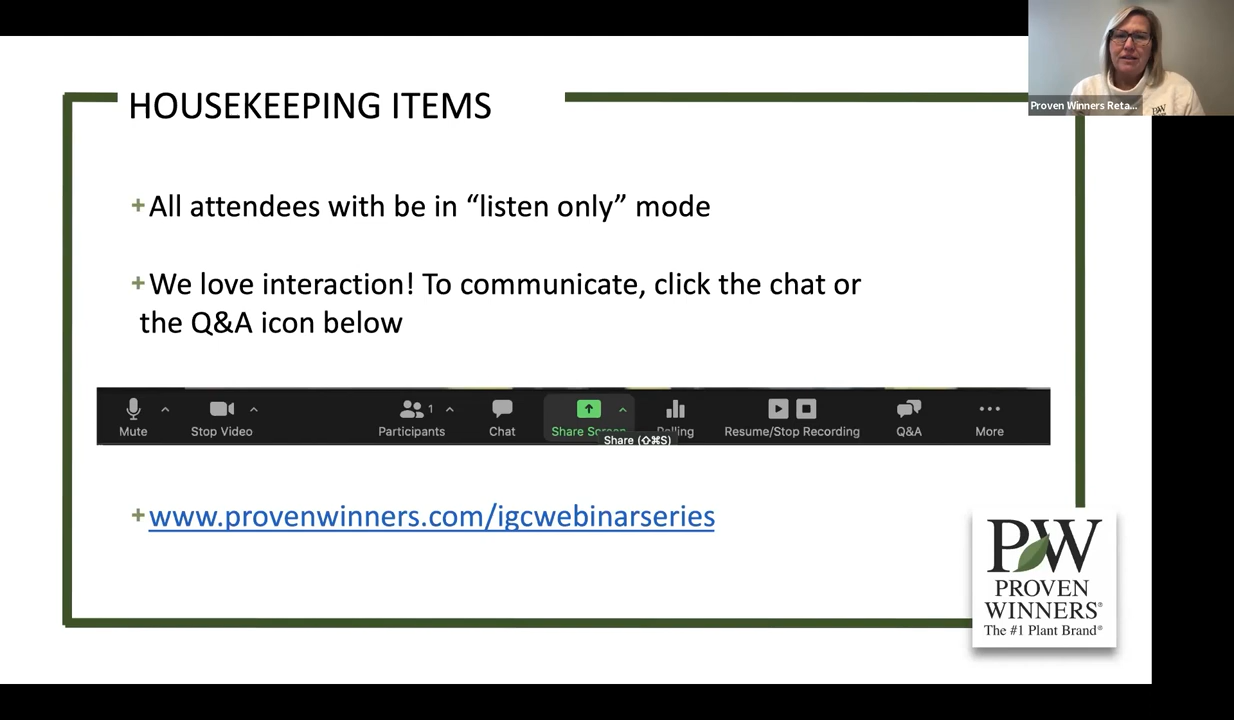 HOUSEKEEPING ITEMS
Proven Winners Reta...
PW
+All attendees with be in “listen only” mode
+We love interaction! To communicate, click the chat or
the Q&A icon below
Mute
Stop Video
Participants
1
Chat
Share Screen
Share (⇧⌘S)
Polling
Resume/Stop Recording
Q&A
More
+www.provenwinners.com/igcwebinarseries
PW
PROVEN
WINNERS®
The #1 Plant Brand®